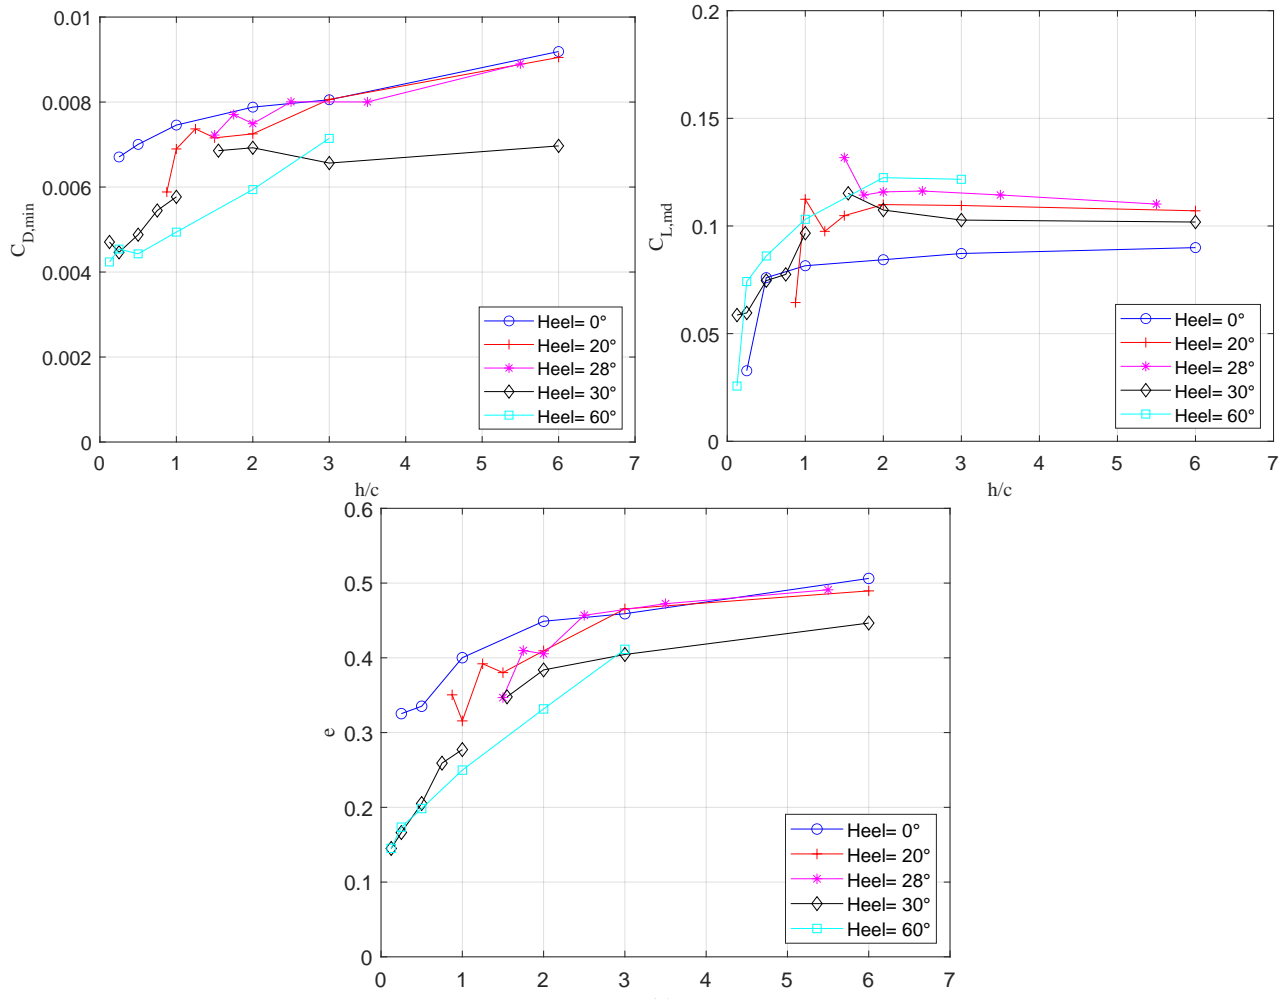 0.01
0.008
0.006
0.004
0.002
0
C_D,min
0 1 2 3 4 5 6 7
h/c
Heel= 0°
Heel= 20°
Heel= 28°
Heel= 30°
Heel= 60°
0.2
0.15
0.1
0.05
0
C_L,md
0 1 2 3 4 5 6 7
h/c
Heel= 0°
Heel= 20°
Heel= 28°
Heel= 30°
Heel= 60°
0.6
0.5
0.4
0.3
0.2
0.1
0
e
0 1 2 3 4 5 6 7
Heel= 0°
Heel= 20°
Heel= 28°
Heel= 30°
Heel= 60°